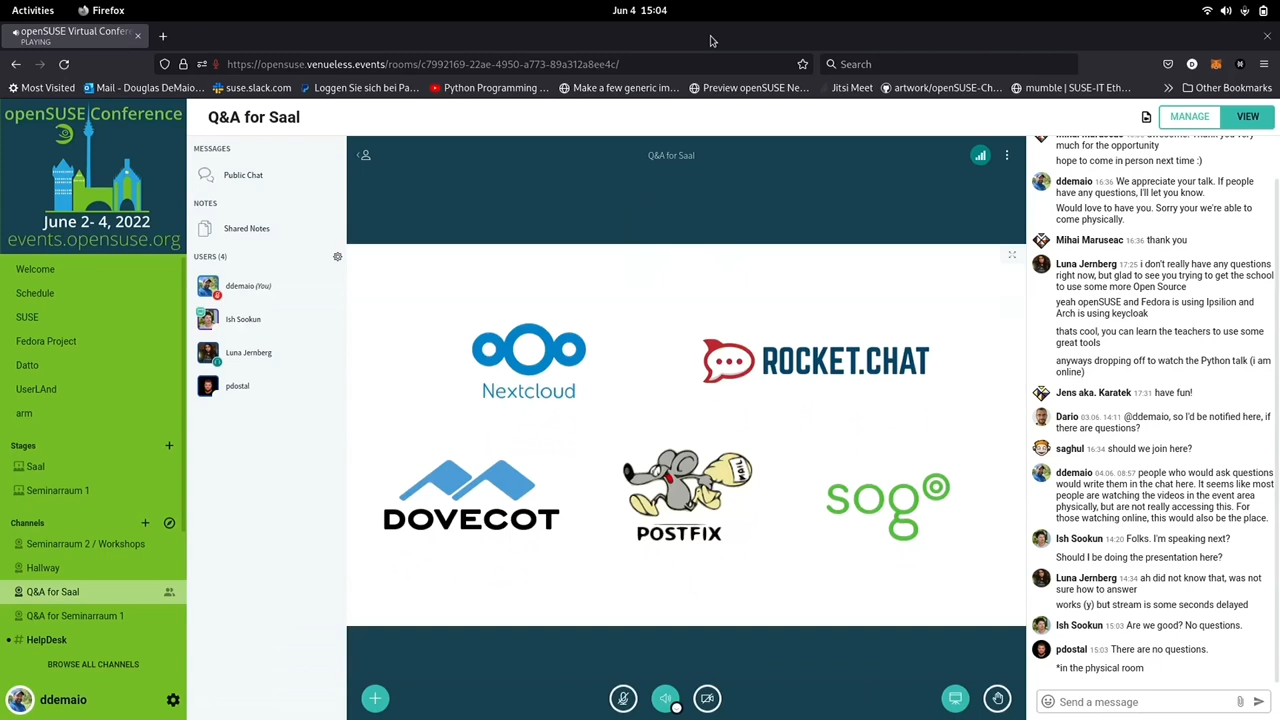 Activities
Firefox
Jun 4 15:04
openSUSE Virtual Confer
PLAYING
https://opensuse.venueless.events/rooms/c7992169-22ae-4950-a773-89a312a8ee4c/
Search
Most Visited
Mail - Douglas DeMaio...
suse.slack.com
Loggen Sie sich bei Pa...
Python Programming ...
Make a few generic im...
Preview openSUSE Ne...
Jitsi Meet
artwork/openSUSE-Ch...
mumble | SUSE-IT Eth...
Other Bookmarks
openSUSE Conference
June 2- 4, 2022
events.opensuse.org
Welcome
Schedule
SUSE
Fedora Project
Datto
UserLAnd
arm
Stages
Saal
Seminarraum 1
Channels
Seminarraum 2 / Workshops
Hallway
Q&A for Saal
Q&A for Seminarraum 1
# HelpDesk
BROWSE ALL CHANNELS
ddemaio
Q&A for Saal
MANAGE
VIEW
MESSAGES
Public Chat
NOTES
Shared Notes
USERS (4)
ddemaio (You)
Ish Sookun
Luna Jernberg
pdostal
Q&A for Saal
Nextcloud
ROCKET.CHAT
DOVECOT
MAIL
POSTFIX
sogo
much for the opportunity
hope to come in person next time :)
ddemaio 16:36 We appreciate your talk. If people
have any questions, I'll let you know.
Would love to have you. Sorry your we're able to
come physically.
Mihai Maruseac 16:36 thank you
Luna Jernberg 17:25 i don't really have any questions
right now, but glad to see you trying to get the school
to use some more Open Source
yeah openSUSE and Fedora is using Ipsilion and
Arch is using keycloak
thats cool, you can learn the teachers to use some
great tools
anyways dropping off to watch the Python talk (i am
online)
Jens aka. Karatek 17:31 have fun!
Dario 03.06. 14:11 @ddemaio, so I'd be notified here, if
there are questions?
saghul 16:34 should we join here?
ddemaio 04.06. 08:57 people who would ask questions
would write them in the chat here. It seems like most
people are watching the videos in the event area
physically, but are not really accessing this. For
those watching online, this would also be the place.
Ish Sookun 14:20 Folks. I'm speaking next?
Should I be doing the presentation here?
Luna Jernberg 14:34 ah did not know that, was not
sure how to answer
works (y) but stream is some seconds delayed
Ish Sookun 15:03 Are we good? No questions.
pdostal 15:03 There are no questions.
*in the physical room
Send a message